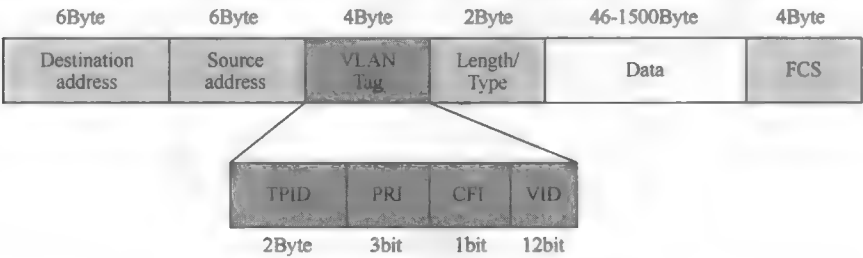 6Byte 6Byte 4Byte 2Byte 46-1500Byte 4Byte
Destination address Source address VLAN Tag Length/ Type Data FCS
TPID PRI CFI VID
2Byte 3bit 1bit 12bit